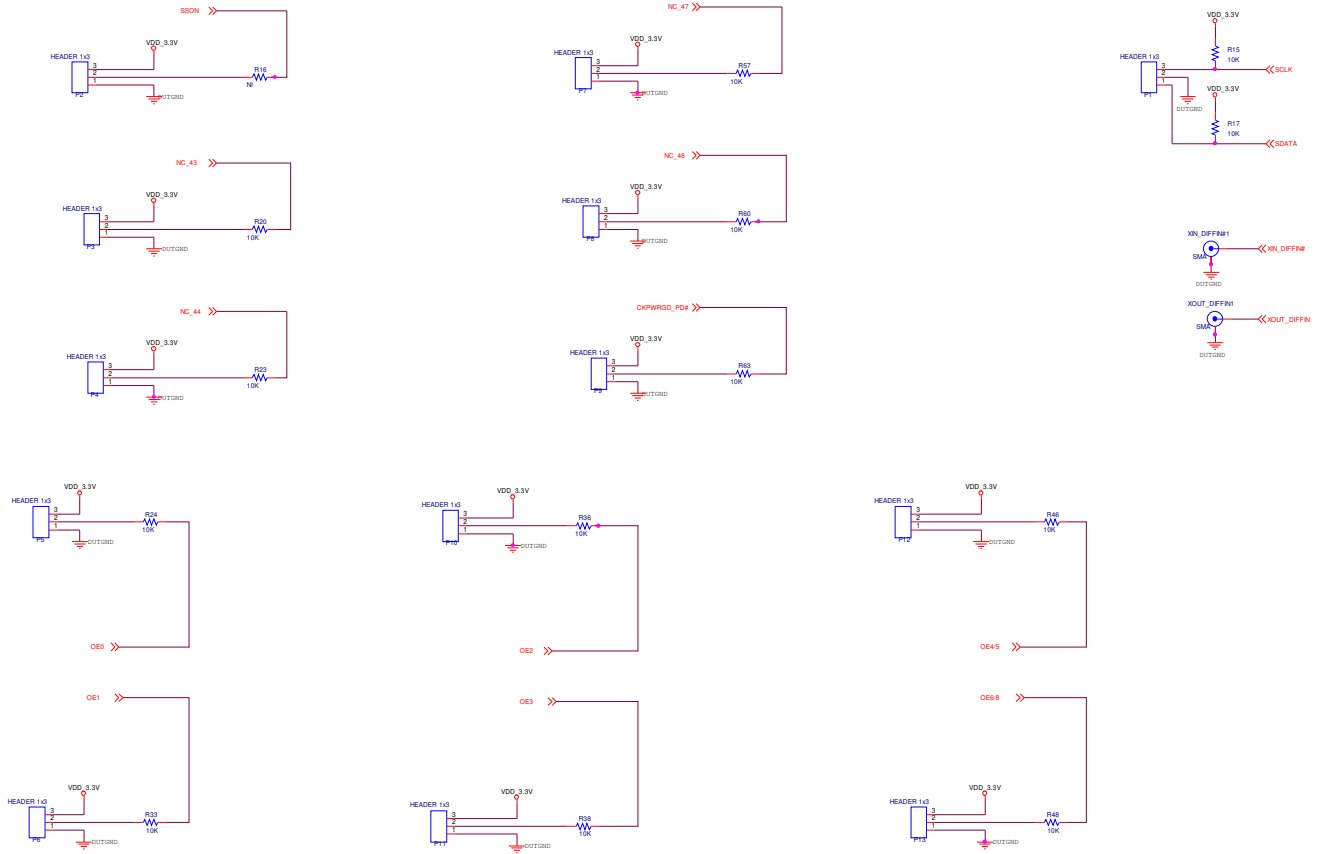 SSON
VDD_3.3V
HEADER 1x3
3
2
1
P2
R16
NI
DUTGND
NC_47
VDD_3.3V
HEADER 1x3
3
2
1
P7
R57
10K
DUTGND
VDD_3.3V
R15
10K
HEADER 1x3
3
2
1
P1
SCLK
DUTGND
VDD_3.3V
R17
10K
SDATA
NC_43
VDD_3.3V
HEADER 1x3
3
2
1
P3
R20
10K
DUTGND
NC_48
VDD_3.3V
HEADER 1x3
3
2
1
P8
R60
10K
DUTGND
XIN_DIFFIN#1
SMA
XIN_DIFFIN#
DUTGND
XOUT_DIFFIN1
SMA
XOUT_DIFFIN
DUTGND
NC_44
VDD_3.3V
HEADER 1x3
3
2
1
P4
R23
10K
DUTGND
CKPWRGD_PD#
VDD_3.3V
HEADER 1x3
3
2
1
P9
R63
10K
DUTGND
VDD_3.3V
HEADER 1x3
3
2
1
P5
R24
10K
DUTGND
OE0
VDD_3.3V
HEADER 1x3
3
2
1
P10
R36
10K
DUTGND
OE2
VDD_3.3V
HEADER 1x3
3
2
1
P12
R46
10K
DUTGND
OE4/5
OE1
VDD_3.3V
HEADER 1x3
3
2
1
P6
R33
10K
DUTGND
OE3
VDD_3.3V
HEADER 1x3
3
2
1
P11
R38
10K
DUTGND
OE6/8
VDD_3.3V
HEADER 1x3
3
2
1
P13
R48
10K
DUTGND